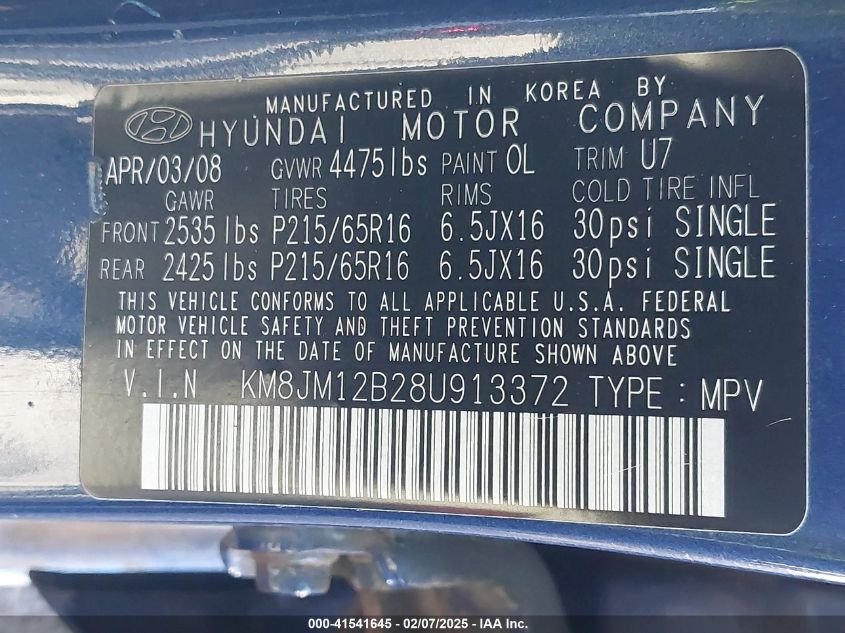 MANUFACTURED IN KOREA BY
HYUNDAI MOTOR COMPANY
APR/03/08 GVWR 4475lbs PAINT OL TRIM U7
GAWR TIRES RIMS COLD TIRE INFL
FRONT 2535lbs P215/65R16 6.5JX16 30psi SINGLE
REAR 2425lbs P215/65R16 6.5JX16 30psi SINGLE
THIS VEHICLE CONFORMS TO ALL APPLICABLE U.S.A. FEDERAL
MOTOR VEHICLE SAFETY AND THEFT PREVENTION STANDARDS
IN EFFECT ON THE DATE OF MANUFACTURE SHOWN ABOVE.
V.I.N KM8JM12B28U913372 TYPE : MPV
000-41541645 - 02/07/2025 - IAA Inc.